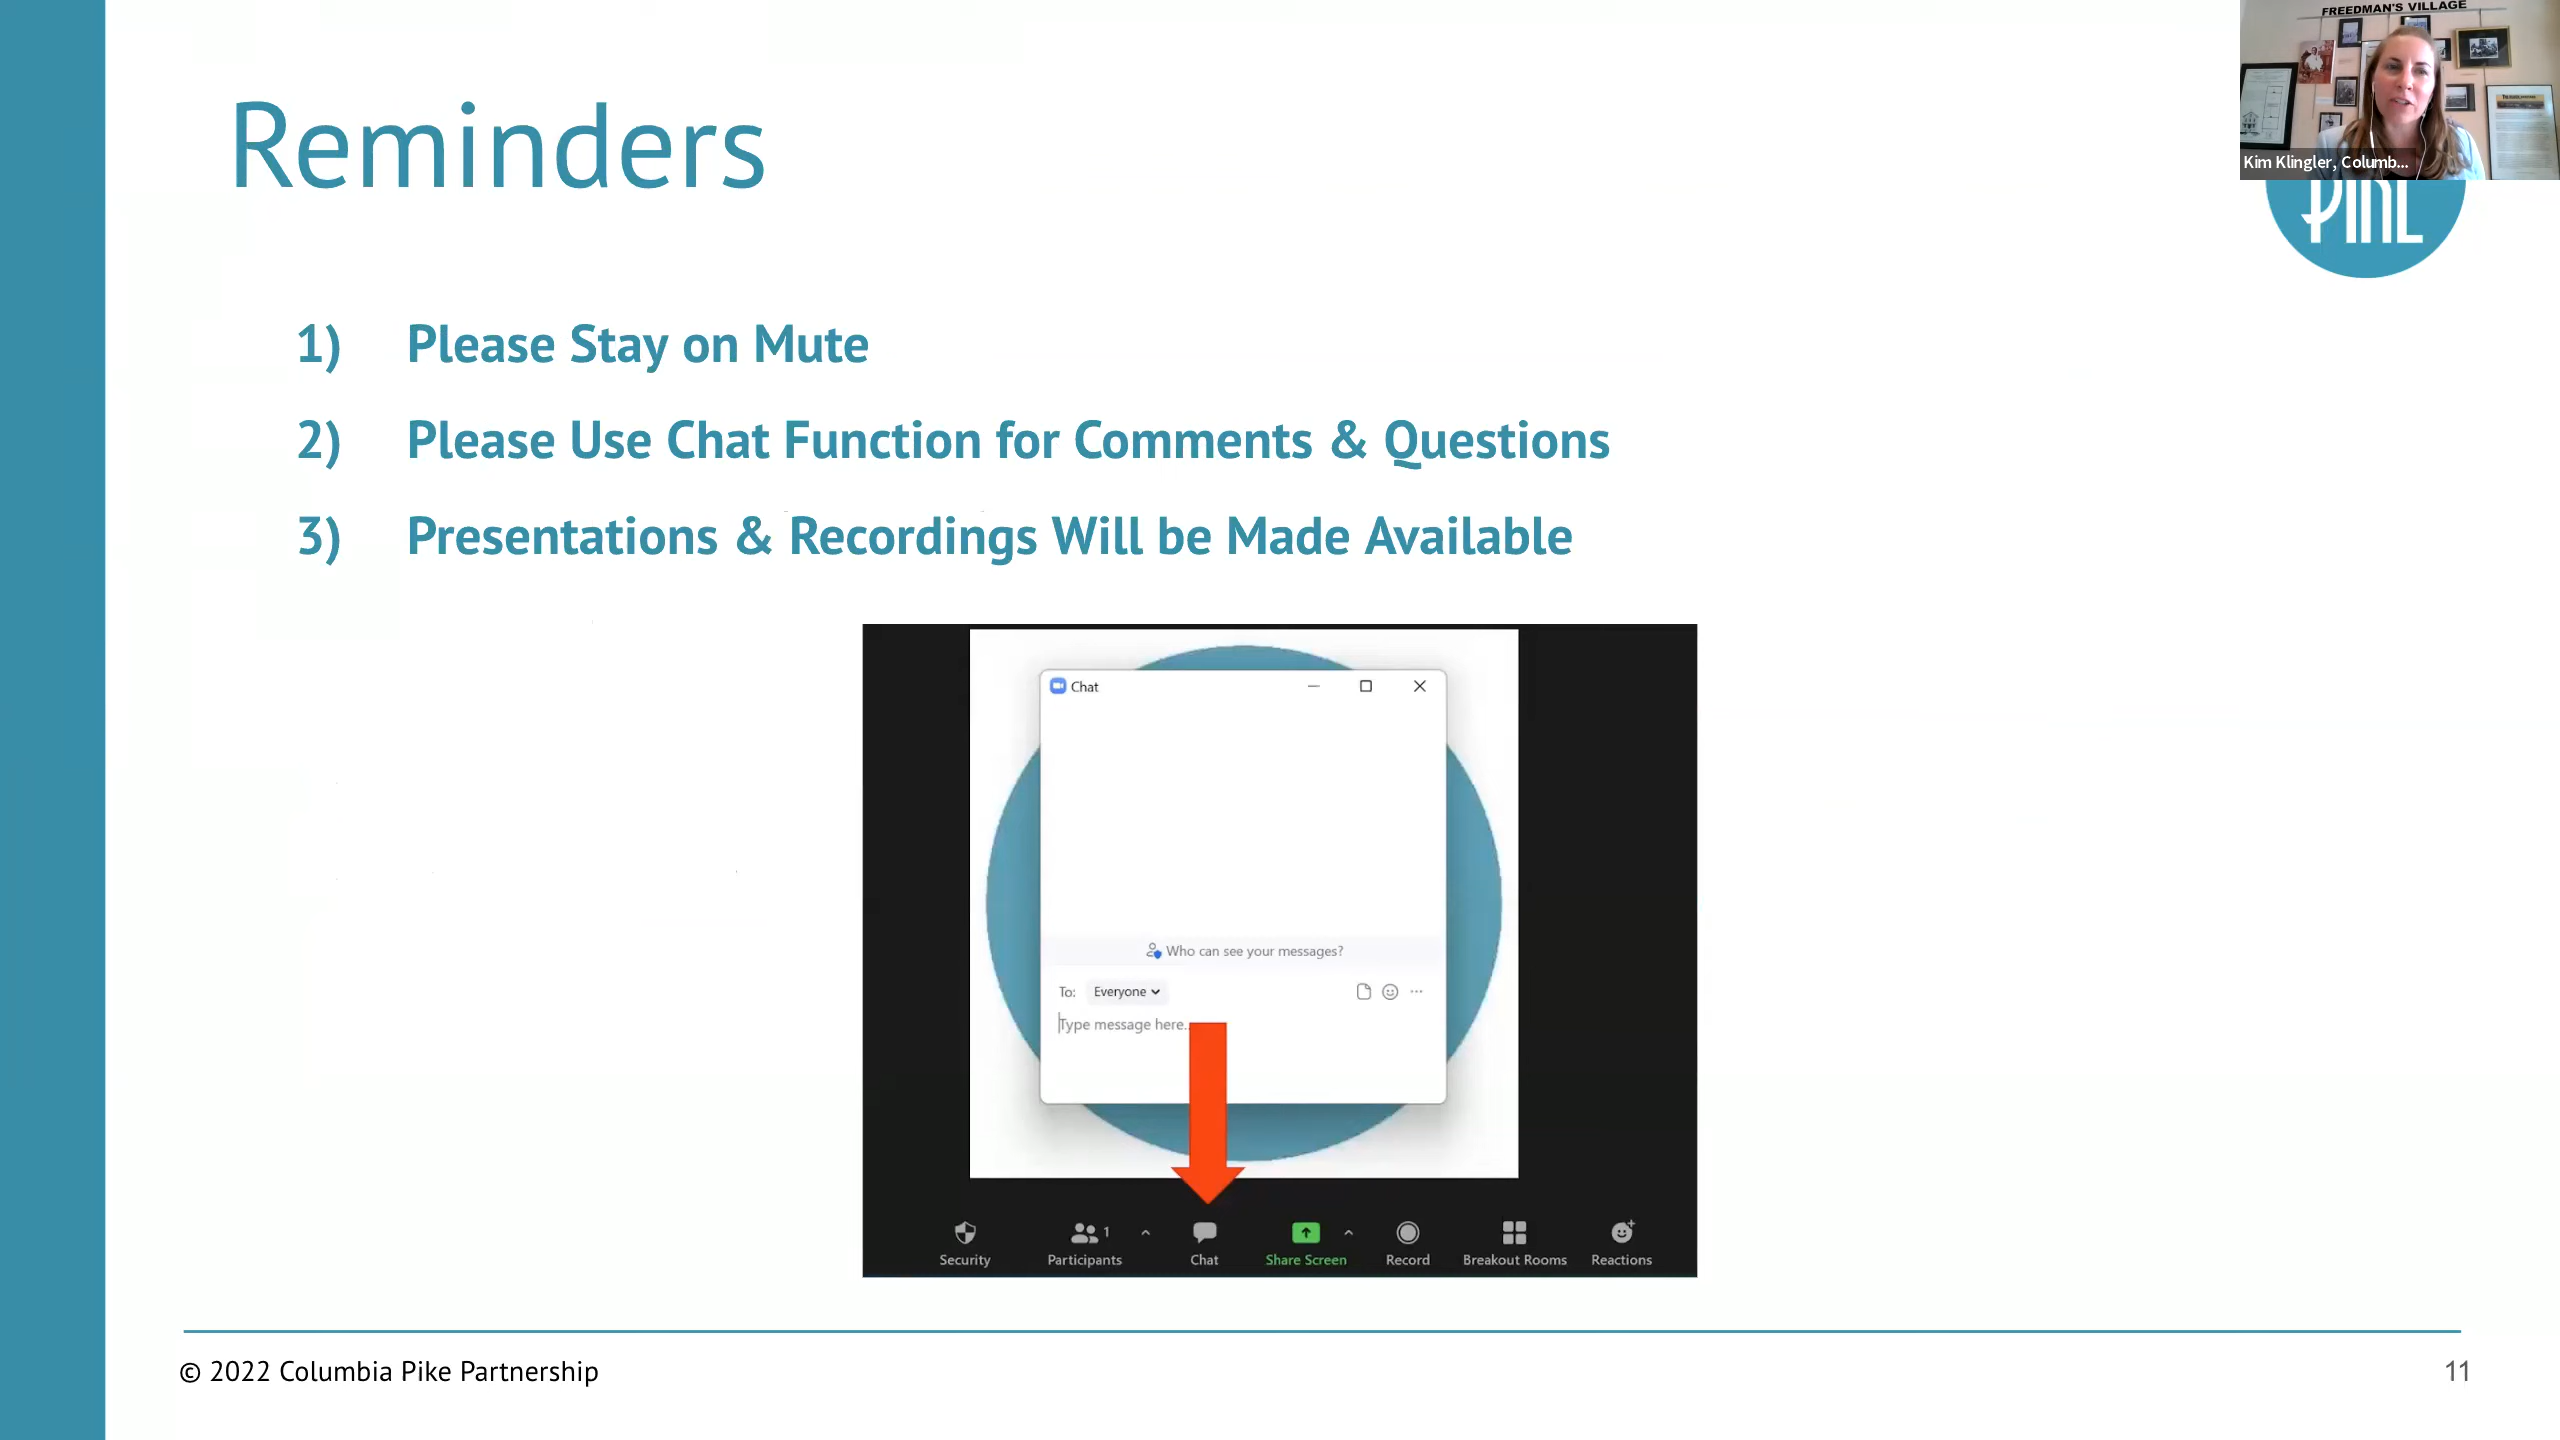 FREEDMAN'S VILLAGE
Kim Klingler, Columb...
Reminders
1) Please Stay on Mute
2) Please Use Chat Function for Comments & Questions
3) Presentations & Recordings Will be Made Available
Chat
Who can see your messages?
To: Everyone
Type message here..
Security
Participants
1
Chat
Share Screen
Record
Breakout Rooms
Reactions
© 2022 Columbia Pike Partnership
11